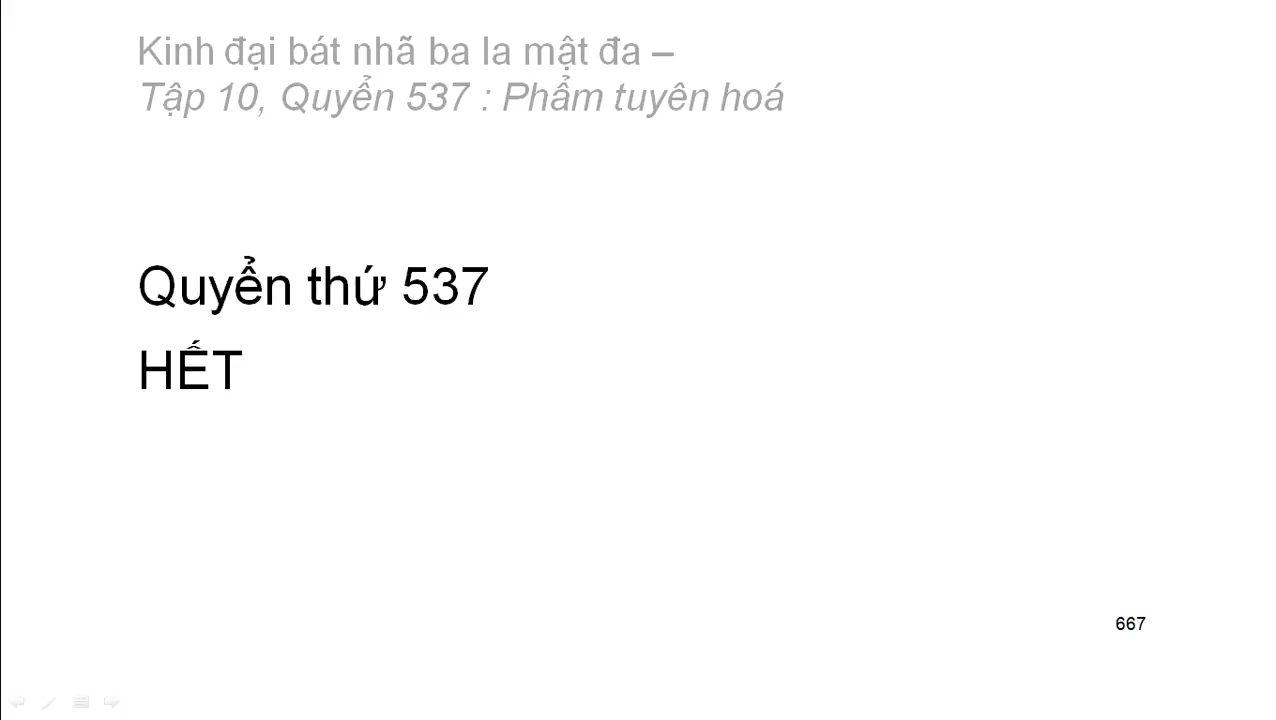 Kinh đại bát nhã ba la mật đa –
Tập 10, Quyển 537 : Phẩm tuyên hoá
Quyển thứ 537
HẾT
667